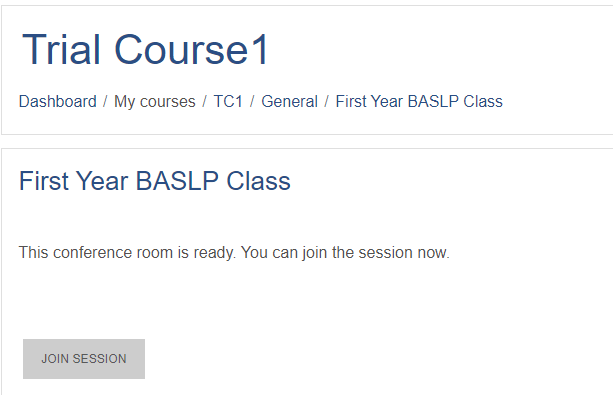 Trial Course1
Dashboard / My courses / TC1 / General / First Year BASLP Class
First Year BASLP Class
This conference room is ready. You can join the session now.
JOIN SESSION